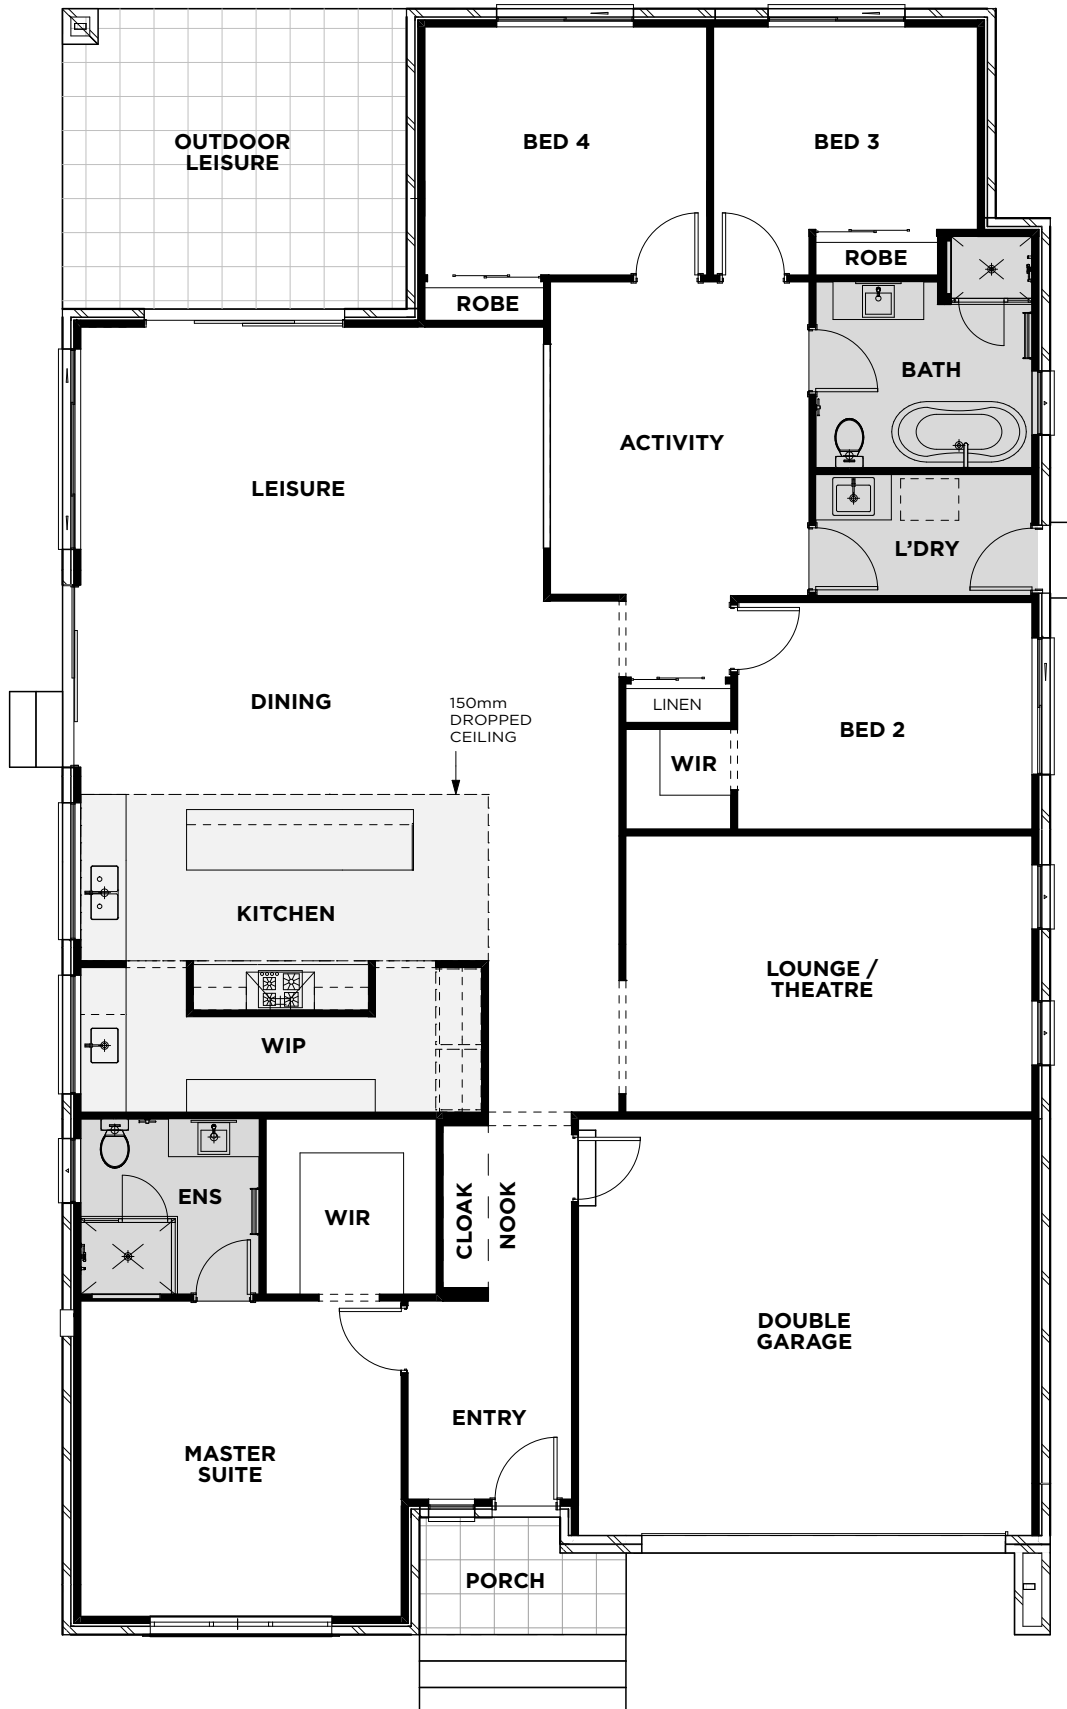 OUTDOOR
LEISURE
BED 4
BED 3
ROBE
ROBE
BATH
ACTIVITY
LEISURE
L'DRY
DINING
150mm
DROPPED
CEILING
LINEN
BED 2
WIR
KITCHEN
LOUNGE /
THEATRE
WIP
ENS
WIR
CLOAK
NOOK
DOUBLE
GARAGE
ENTRY
MASTER
SUITE
PORCH